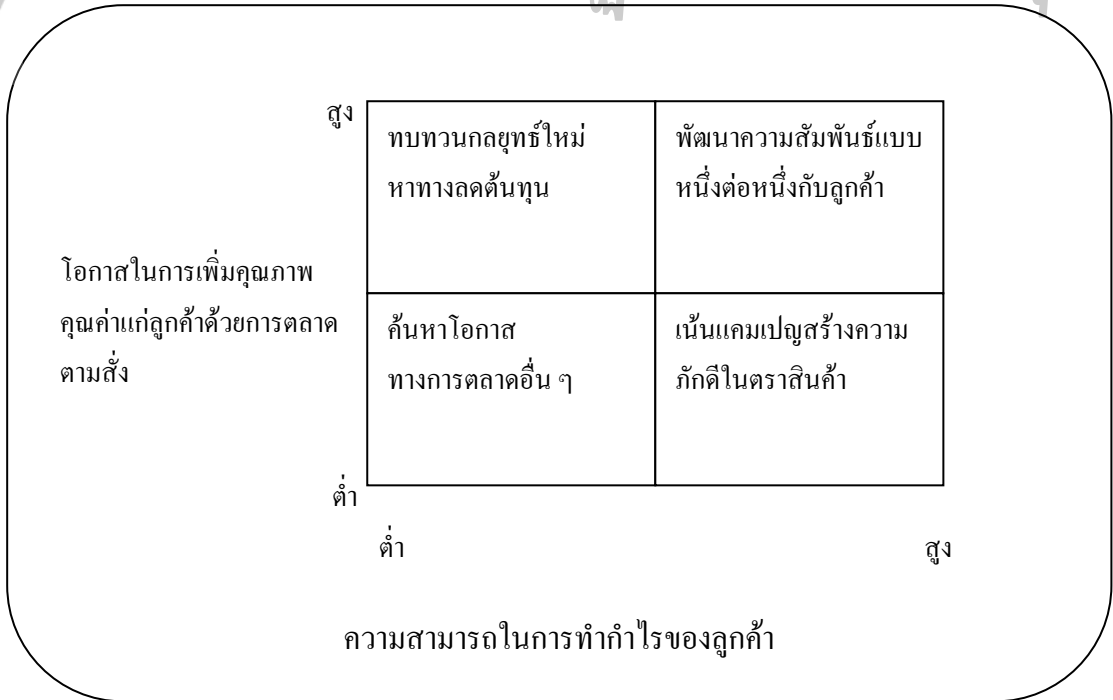 สูง
ทบทวนกลยุทธ์ใหม่
หาทางลดต้นทุน
พัฒนาความสัมพันธ์แบบ
หนึ่งต่อหนึ่งกับลูกค้า
โอกาสในการเพิ่มคุณภาพ
คุณค่าแก่ลูกค้าด้วยการตลาด
ตามสั่ง
ค้นหาโอกาส
ทางการตลาดอื่น ๆ
เน้นแคมเปญสร้างความ
ภักดีในตราสินค้า
ต่ำ
ต่ำ
สูง
ความสามารถในการทำกำไรของลูกค้า